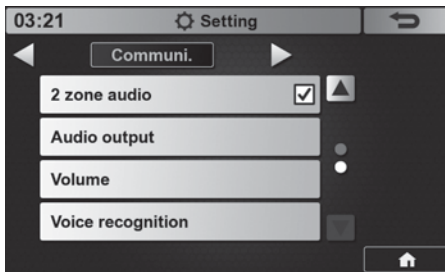 03:21 Setting
Communi.
2 zone audio
Audio output
Volume
Voice recognition